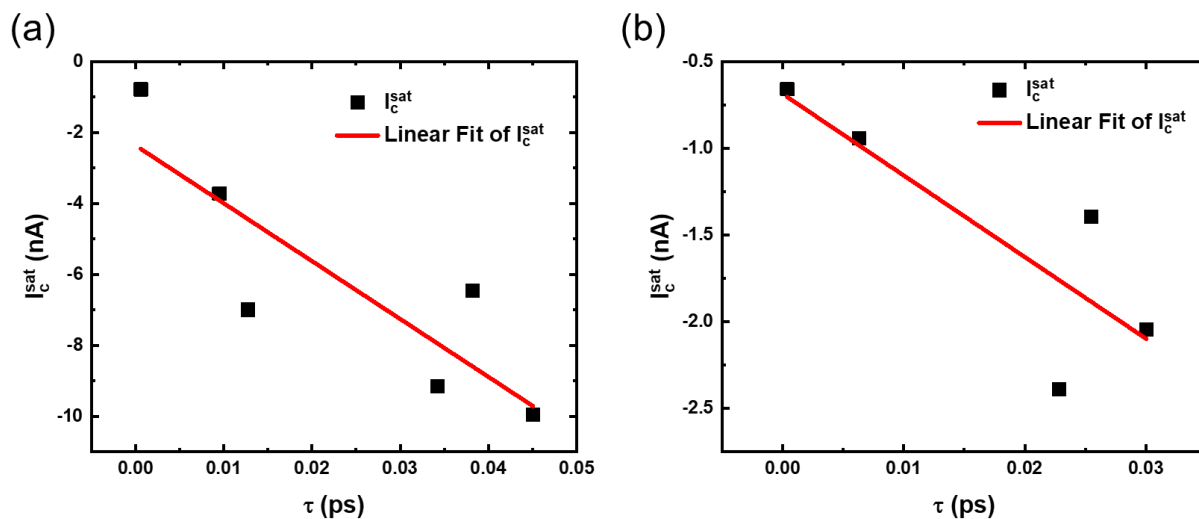 (a)
I_c^sat (nA)
0
-2
-4
-6
-8
-10
I_c^sat
Linear Fit of I_c^sat
0.00 0.01 0.02 0.03 0.04 0.05
τ (ps)
(b)
I_c^sat (nA)
-0.5
-1.0
-1.5
-2.0
-2.5
I_c^sat
Linear Fit of I_c^sat
0.00 0.01 0.02 0.03
τ (ps)